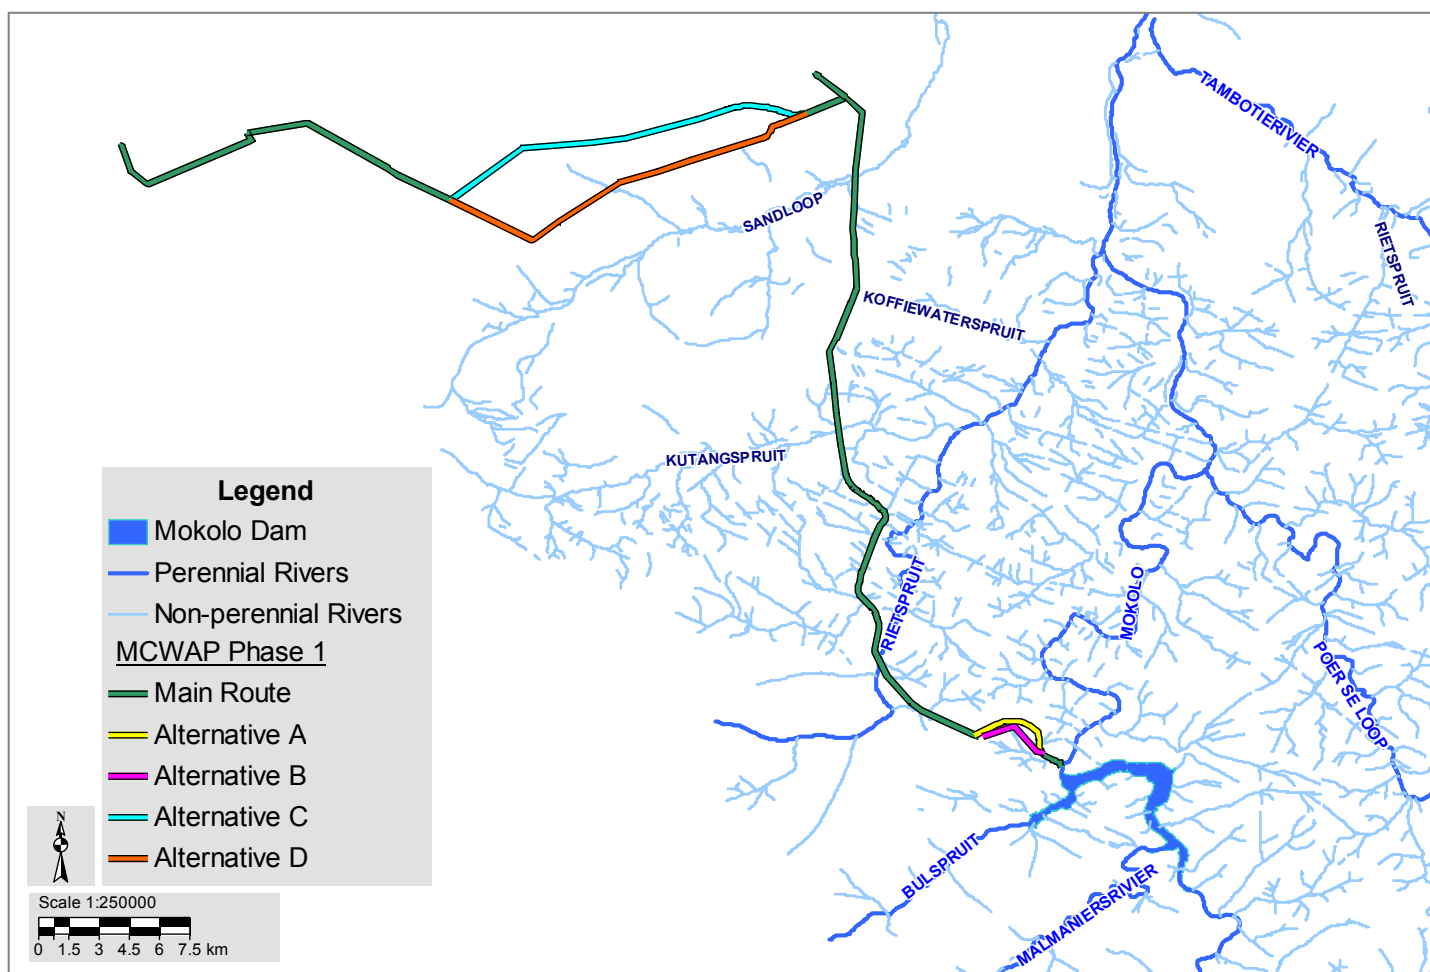 TAMBOTIERIVIER
RIETSPRUIT
SANDLOOP
KOFFIEWATERSPRUIT
KUTANGSPRUIT
RIETSPRUIT
MOKOLO
POER SE LOOP
BULSPRUIT
MALMANIERSRIVIER
Legend
Mokolo Dam
Perennial Rivers
Non-perennial Rivers
MCWAP Phase 1
Main Route
Alternative A
Alternative B
Alternative C
Alternative D
N
Scale 1:250000
0 1.5 3 4.5 6 7.5 km